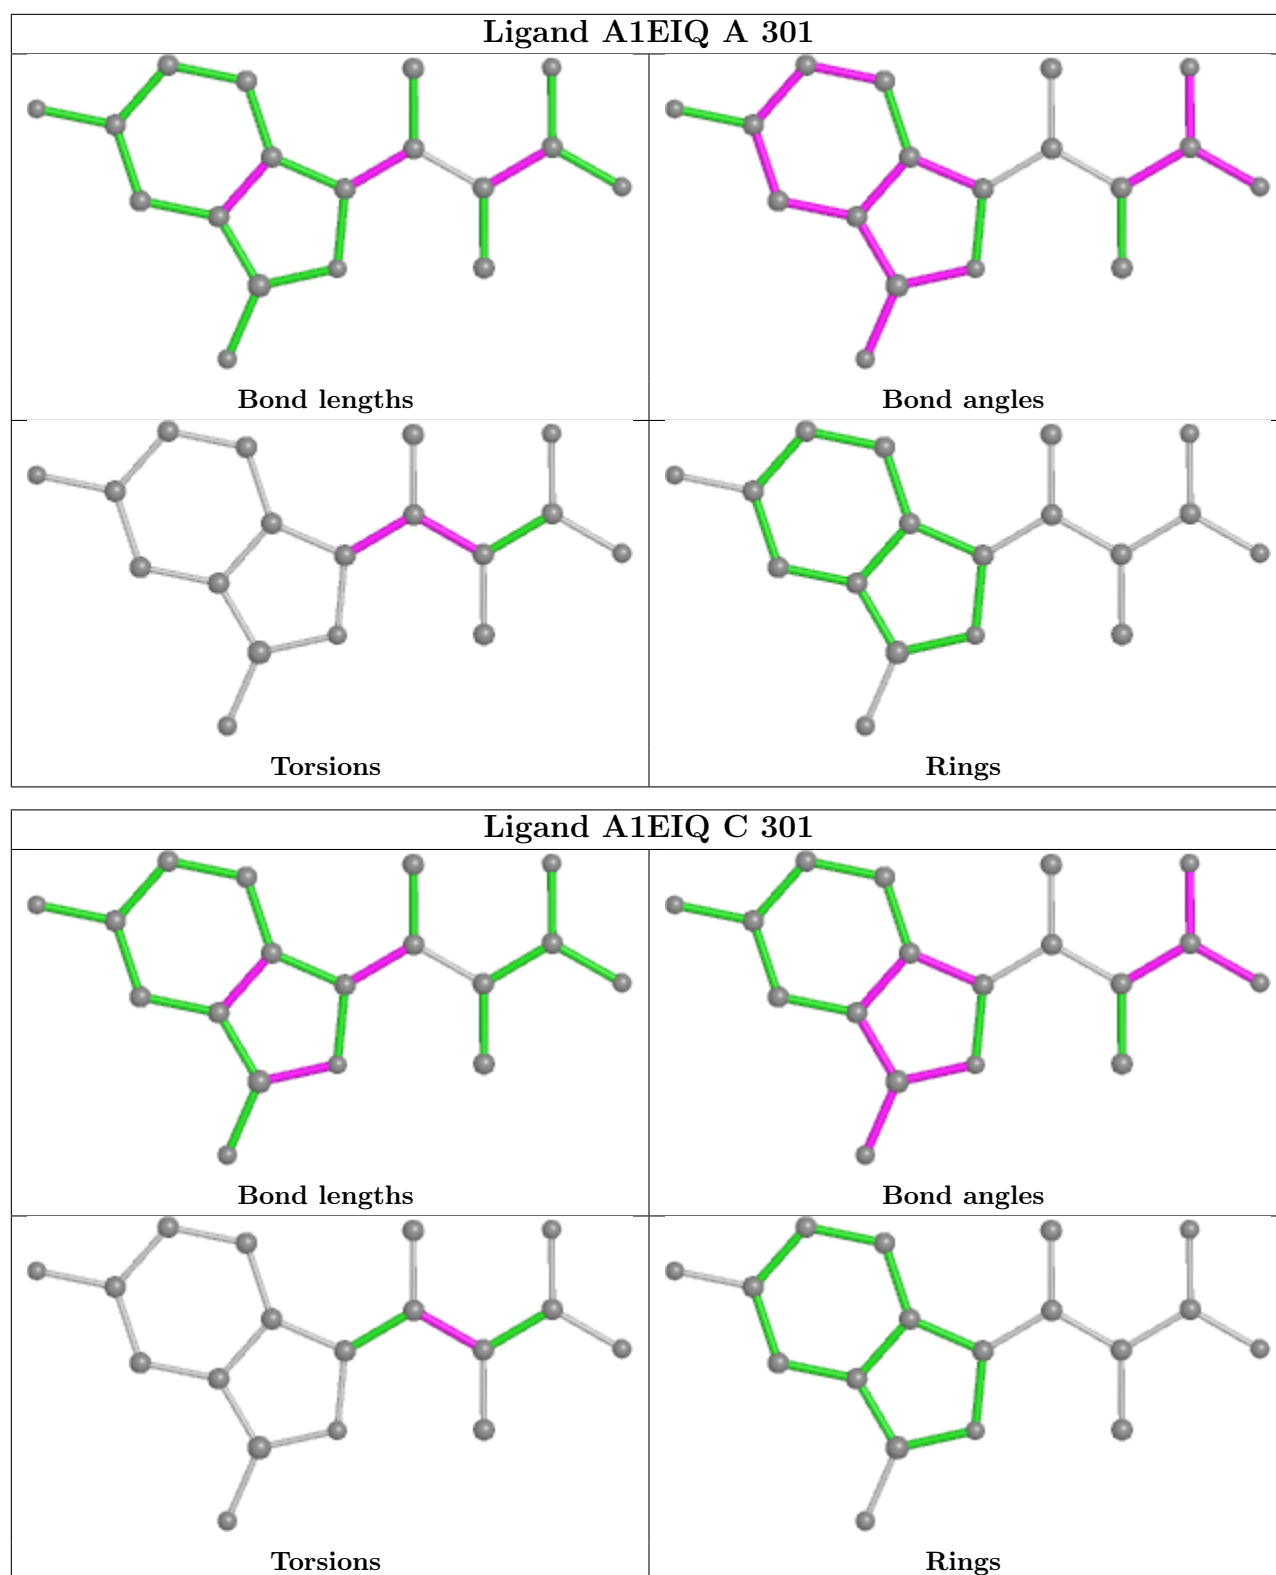 Ligand A1EIQ A 301
Bond lengths
Bond angles
Torsions
Rings
Ligand A1EIQ C 301
Bond lengths
Bond angles
Torsions
Rings